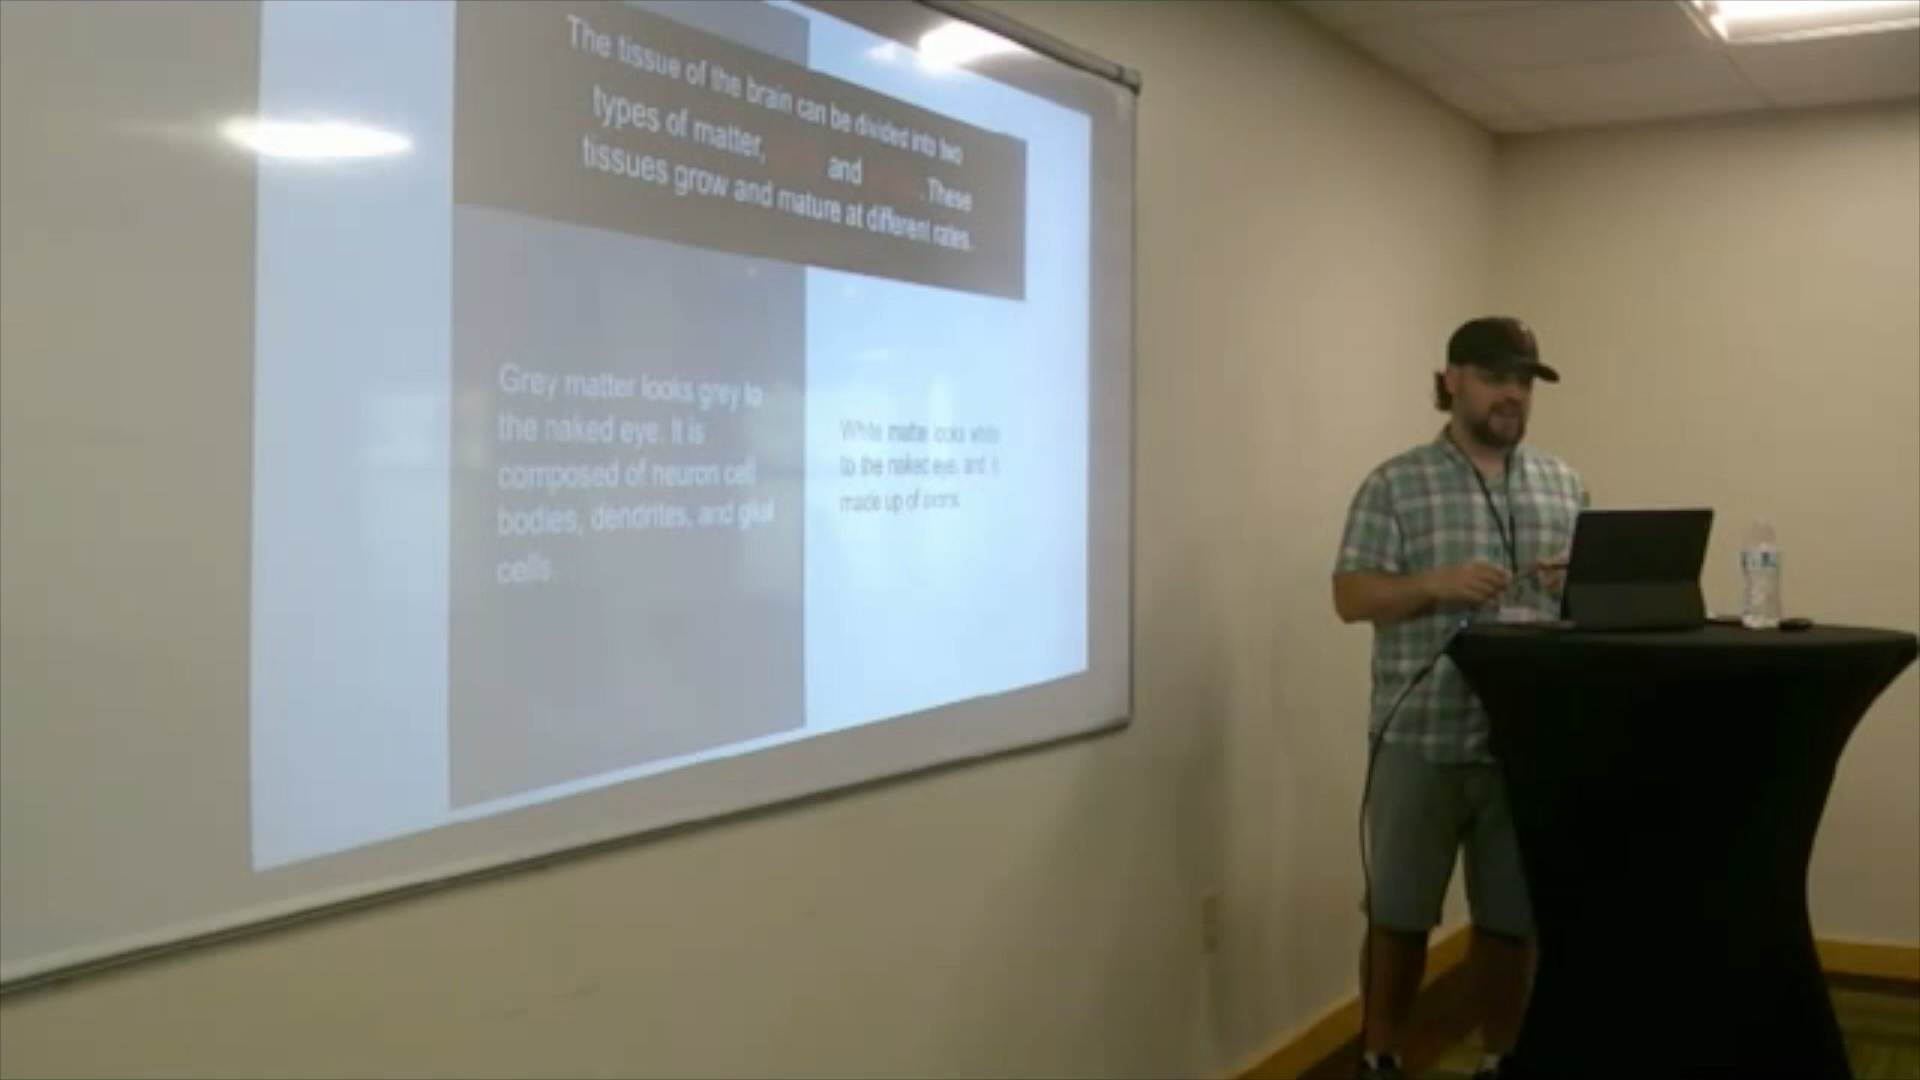 The tissue of the brain can be divided into two
types of matter, and . These
tissues grow and mature at different rates.
Grey matter looks grey to
the naked eye. It is
composed of neuron cell
bodies, dendrites, and glial
cells.
White matter looks white
to the naked eye, and is
made up of axons.